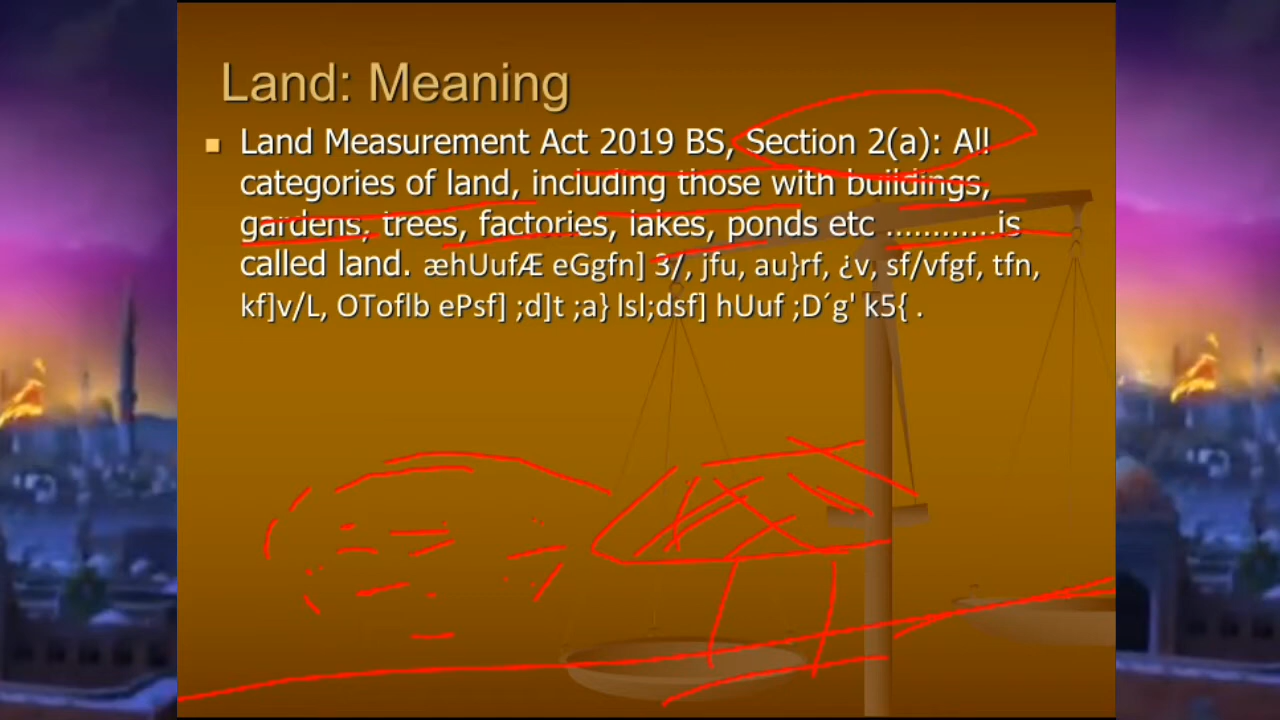 Land: Meaning
Land Measurement Act 2019 BS, Section 2(a): All
categories of land, including those with buildings,
gardens, trees, factories, lakes, ponds etc ............is
called land. æhUufÆ eGgfn] 3/, jfu, au}rf, ¿v, sf/vfgf, tfn,
kf]v/L, OToflb ePsf] ;d]t ;a} lsl;dsf] hUuf ;D´g' k5{ .